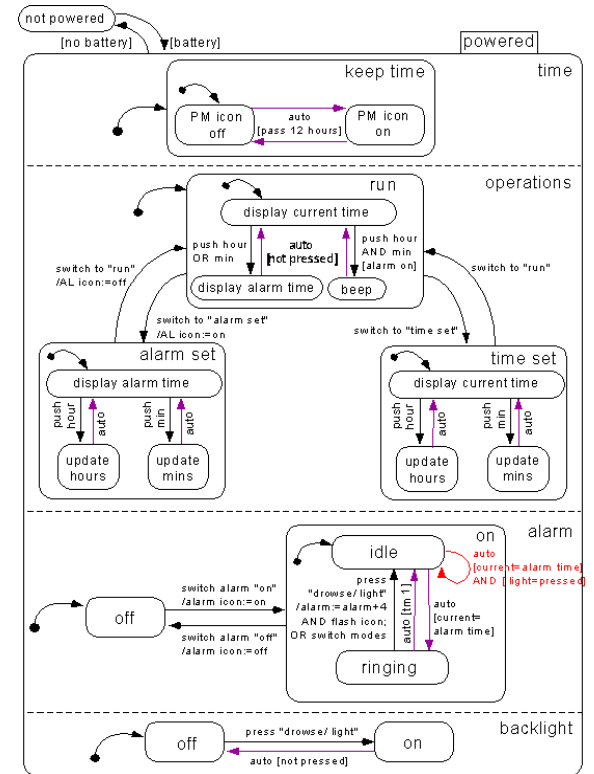 not powered
[no battery]
[battery]
powered
keep time
time
PM icon
off
auto
[pass 12 hours]
PM icon
on
run
operations
display current time
push hour
OR min
auto
[not pressed]
push hour
AND min
[alarm on]
display alarm time
beep
switch to "run"
/AL icon:=off
switch to "run"
switch to "alarm set"
/AL icon:=on
switch to "time set"
alarm set
display alarm time
push
hour
auto
push
min
auto
update
hours
update
mins
time set
display current time
push
hour
auto
push
min
auto
update
hours
update
mins
on
alarm
idle
auto
[current=alarm time]
AND [ light=pressed]
press
"drowse/ light"
/alarm:=alarm+4
AND flash icon;
OR switch modes
auto [tm 1]
auto
[current=
alarm time]
switch alarm "on"
/alarm icon:=on
off
switch alarm "off"
/alarm icon:=off
ringing
backlight
off
press "drowse/ light"
on
auto [not pressed]